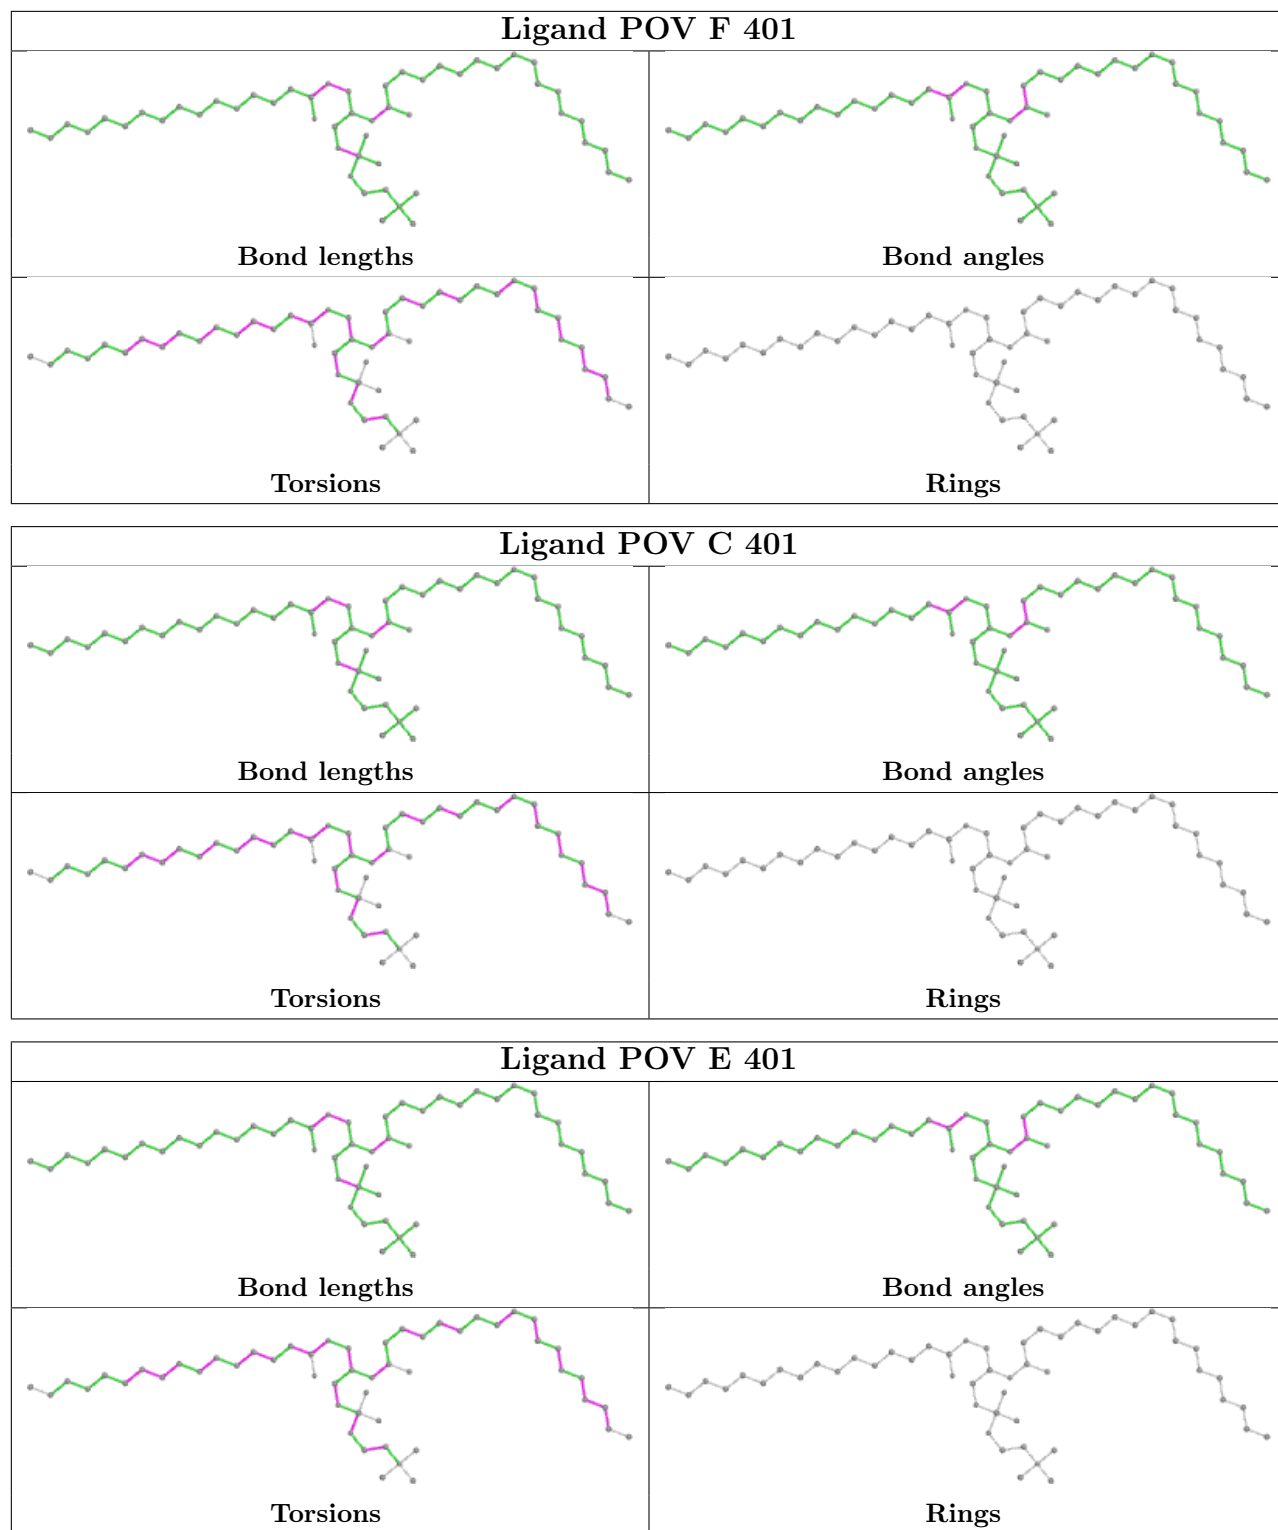 Ligand POV F 401
Bond lengths
Bond angles
Torsions
Rings
Ligand POV C 401
Bond lengths
Bond angles
Torsions
Rings
Ligand POV E 401
Bond lengths
Bond angles
Torsions
Rings